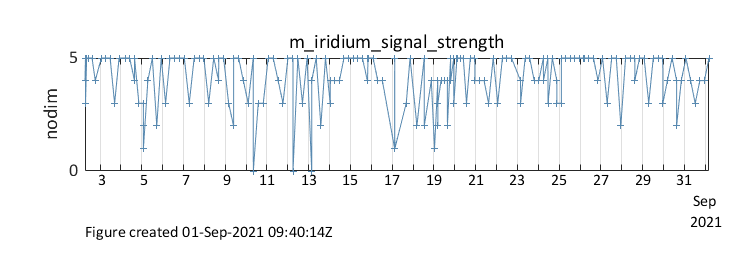 m_iridium_signal_strength
5
nodim
0
3 5 7 9 11 13 15 17 19 21 23 25 27 29 31
Sep
2021
Figure created 01-Sep-2021 09:40:14Z